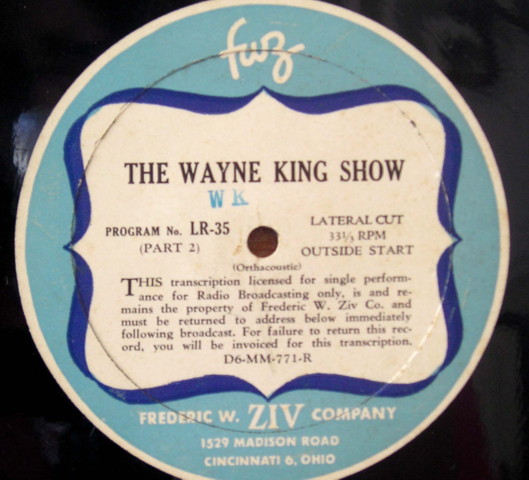 fwz
THE WAYNE KING SHOW
WK
PROGRAM No. LR-35
(PART 2)
LATERAL CUT
33⅓ RPM
OUTSIDE START
(Orthacoustic)
THIS transcription licensed for single perform-
ance for Radio Broadcasting only, is and re-
mains the property of Frederic W. Ziv Co. and
must be returned to address below immediately
following broadcast. For failure to return this rec-
ord, you will be invoiced for this transcription.
D6-MM-771-R
FREDERIC W. ZIV COMPANY
1529 MADISON ROAD
CINCINNATI 6, OHIO